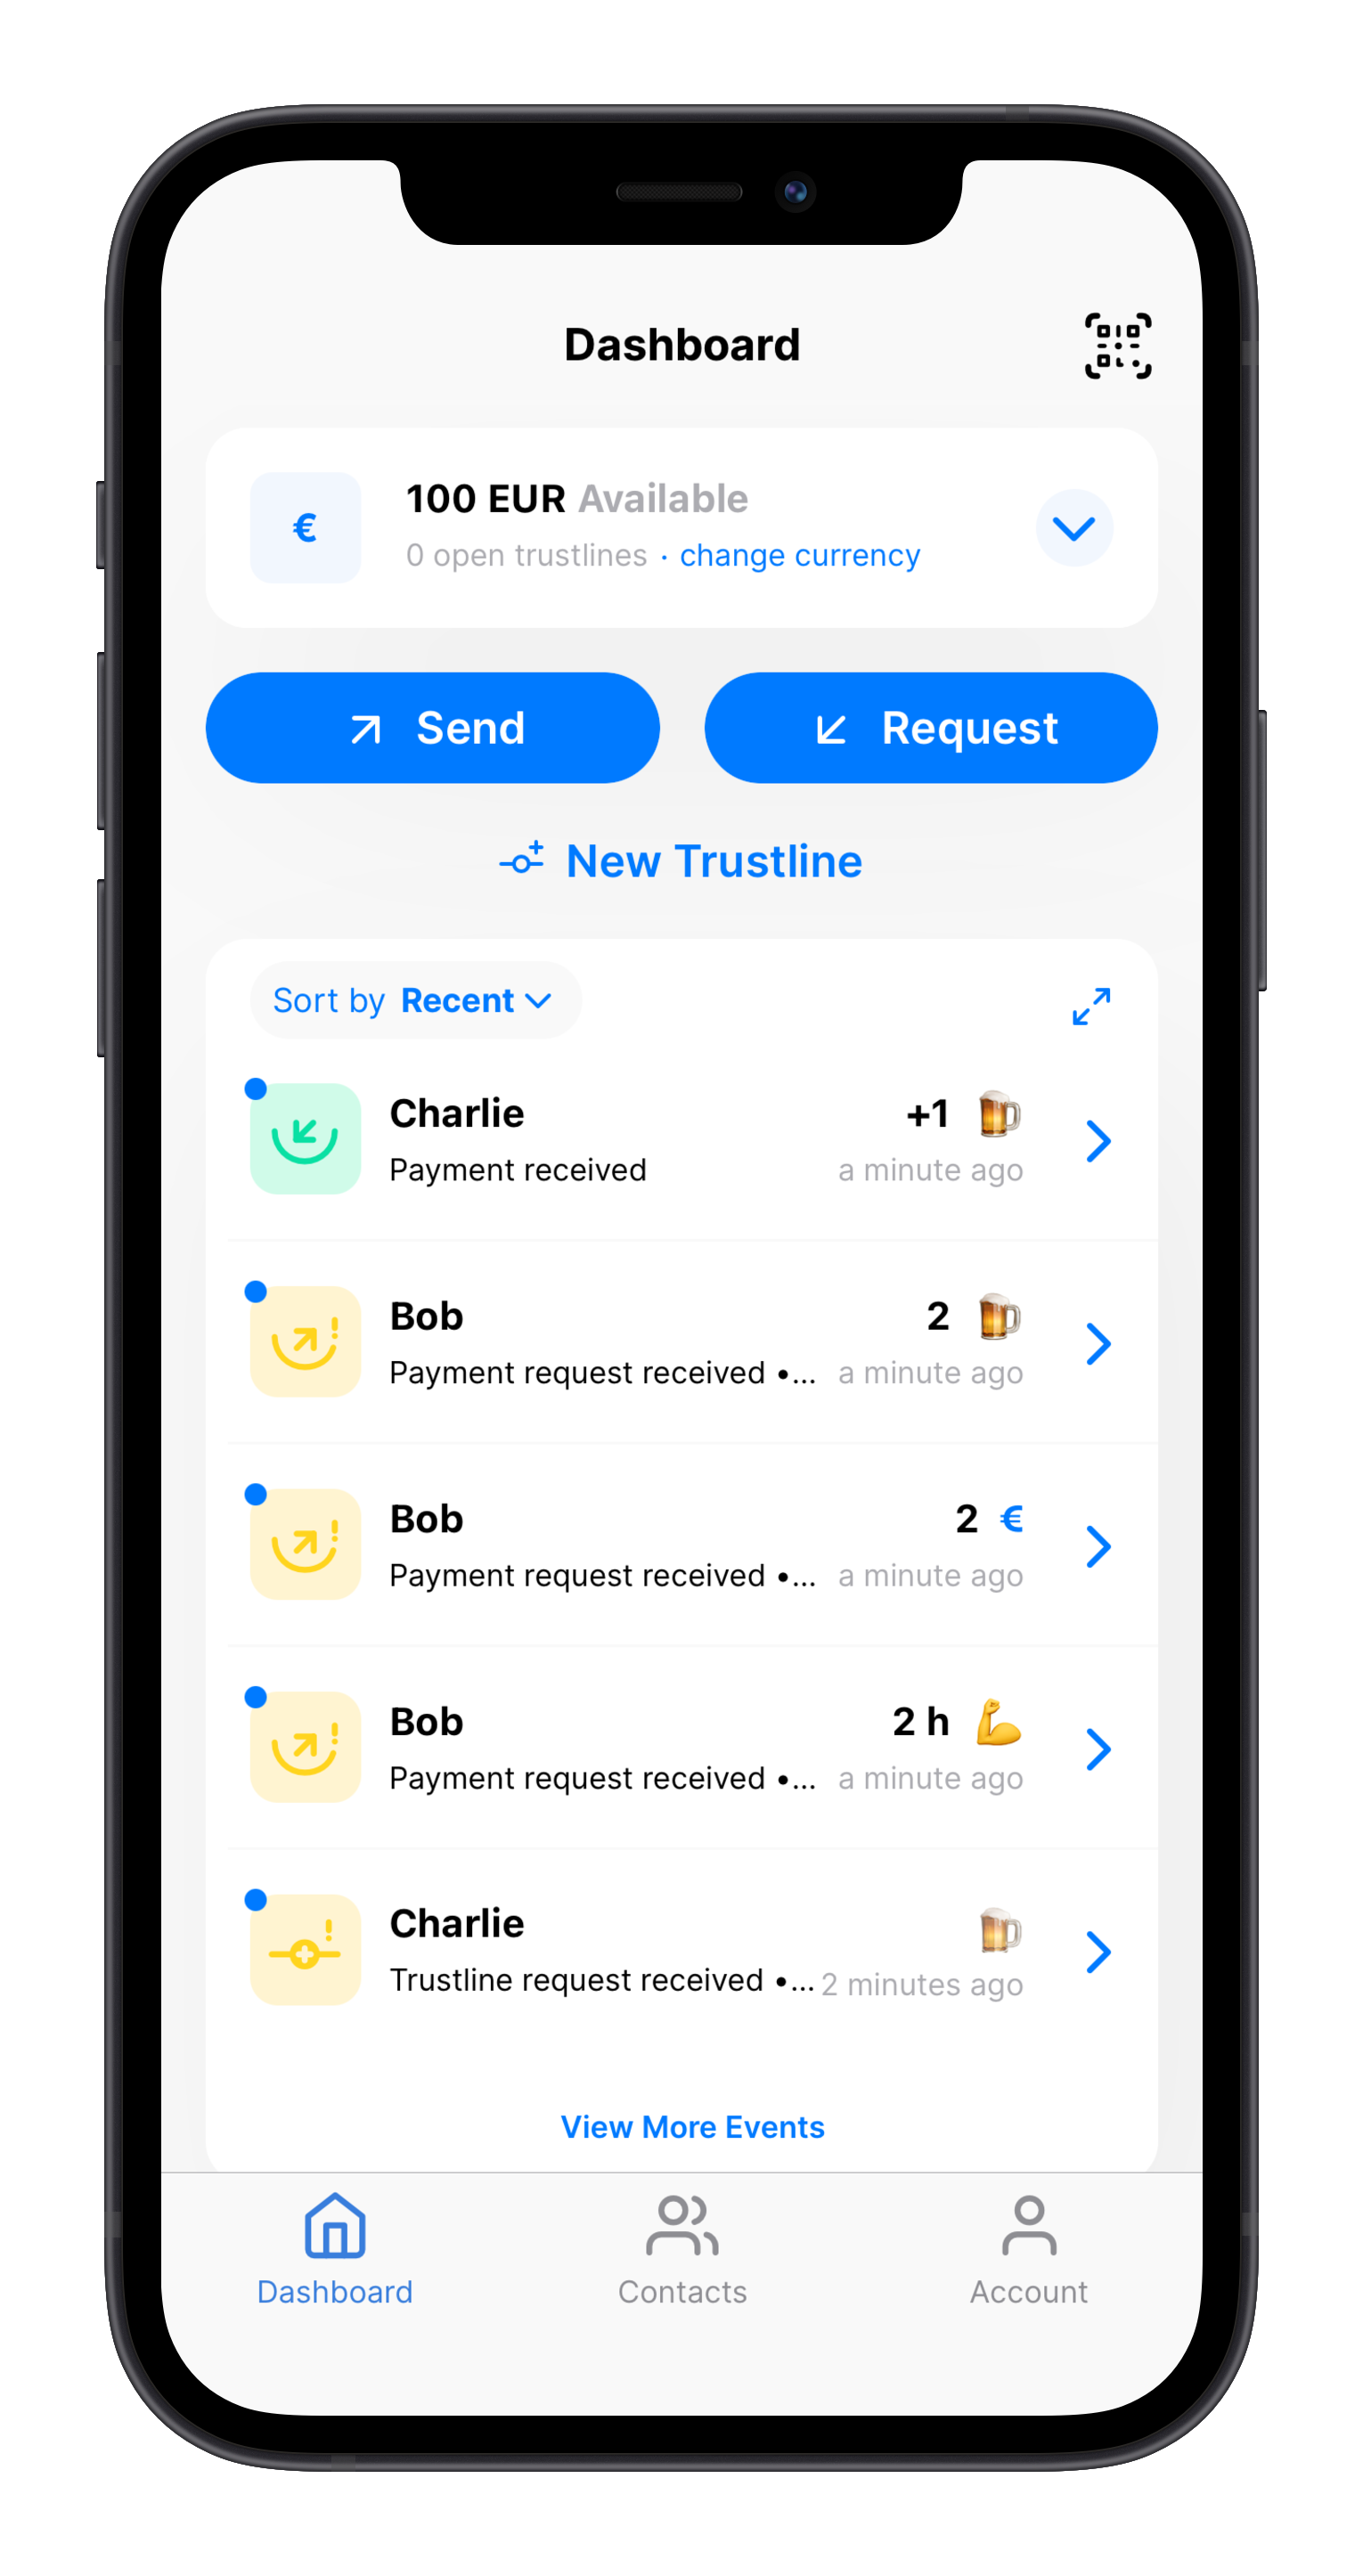 Dashboard
€ 100 EUR Available
0 open trustlines · change currency
Send
Request
New Trustline
Sort by Recent
Charlie +1 🍺
Payment received a minute ago
Bob 2 🍺
Payment request received •... a minute ago
Bob 2 €
Payment request received •... a minute ago
Bob 2 h 💪
Payment request received •... a minute ago
Charlie 🍺
Trustline request received •... 2 minutes ago
View More Events
Dashboard
Contacts
Account